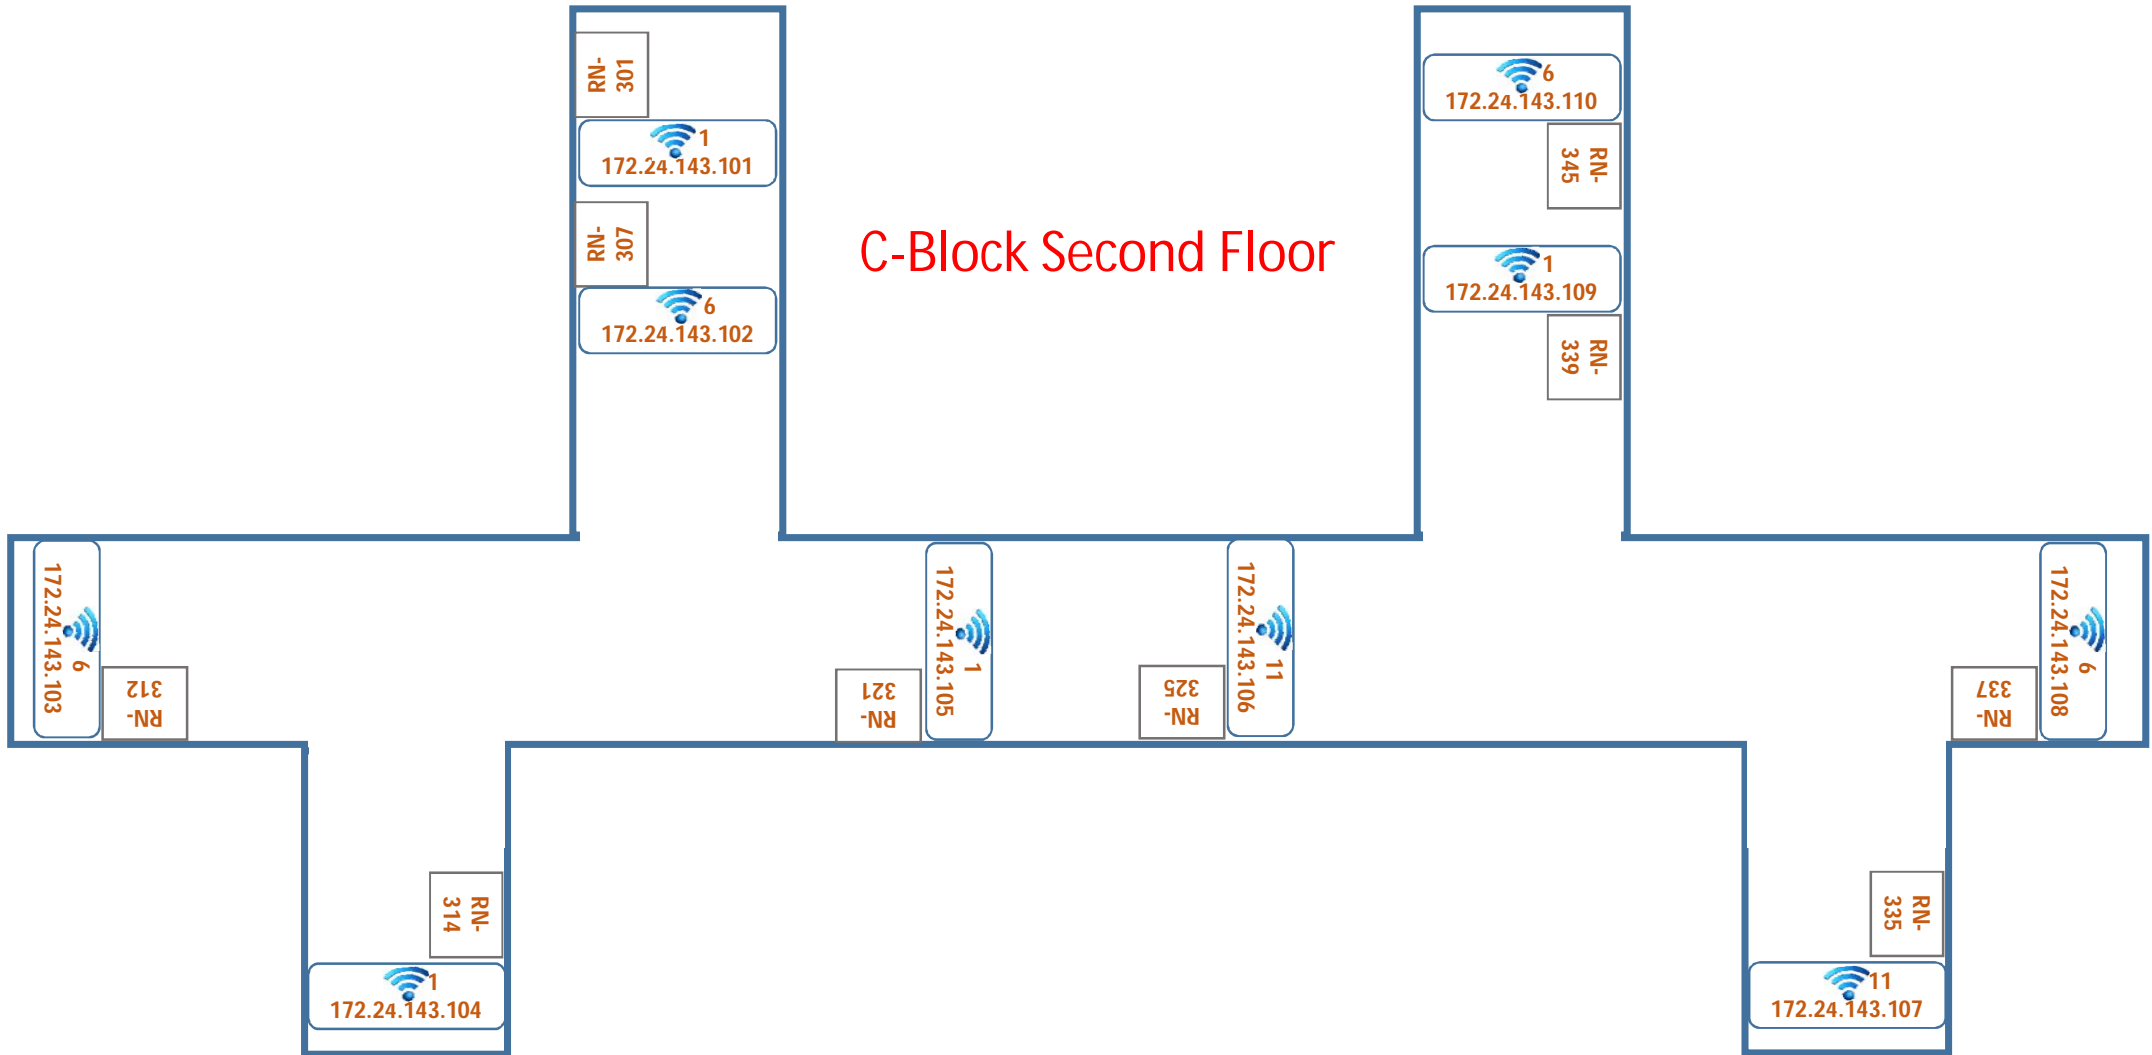 RN-
301
1
172.24.143.101
RN-
307
6
172.24.143.102
C-Block Second Floor
6
172.24.143.110
RN-
345
1
172.24.143.109
RN-
339
6
172.24.143.103
RN-
312
1
172.24.143.105
RN-
321
11
172.24.143.106
RN-
325
6
172.24.143.108
RN-
337
RN-
314
1
172.24.143.104
RN-
335
11
172.24.143.107